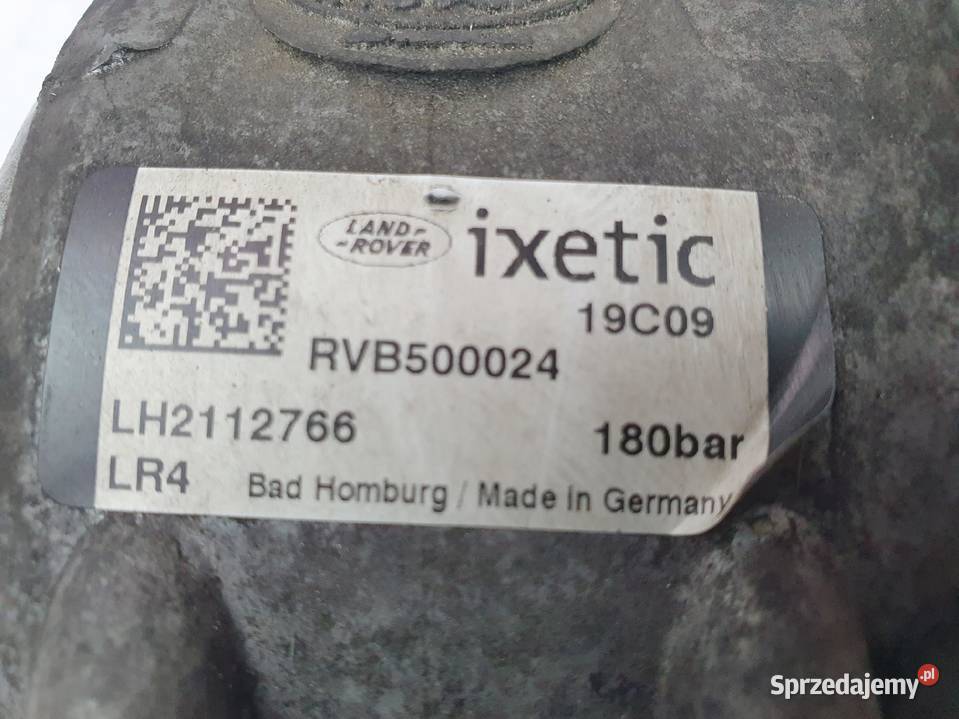 LAND-
-ROVER
ixetic
19C09
RVB500024
LH2112766
180bar
LR4
Bad Homburg / Made in Germany
Sprzedajemy.pl